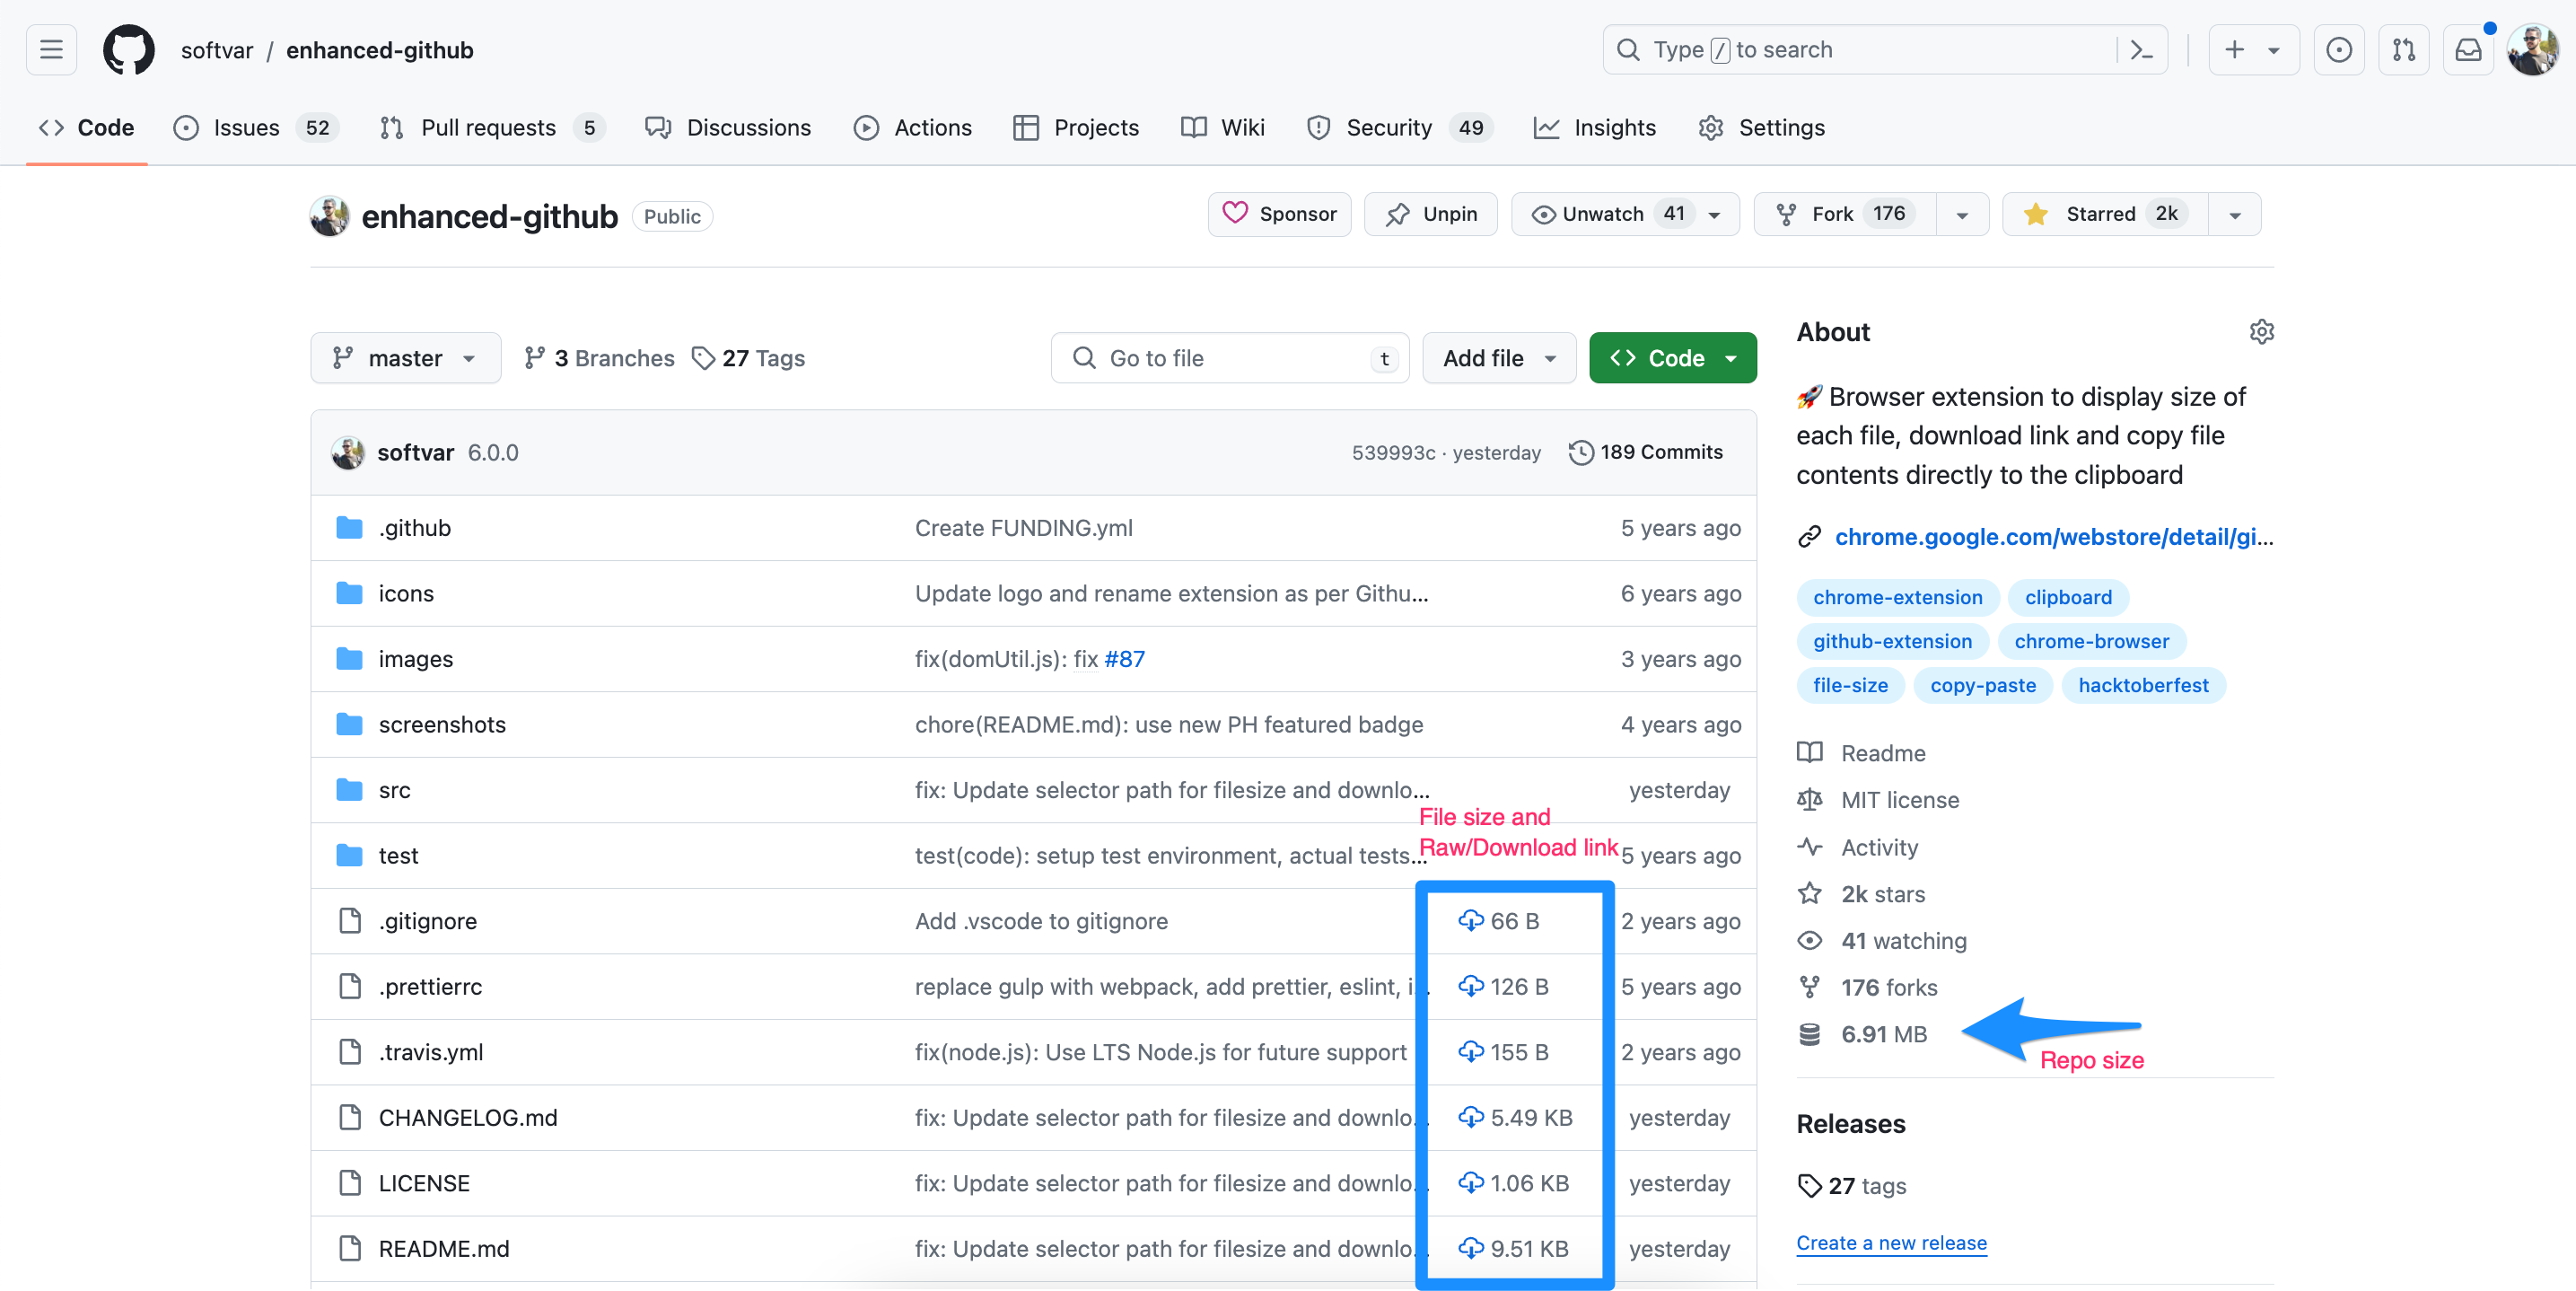 softvar / enhanced-github
Type / to search
Code
Issues 52
Pull requests 5
Discussions
Actions
Projects
Wiki
Security 49
Insights
Settings
enhanced-github Public
Sponsor
Unpin
Unwatch 41
Fork 176
Starred 2k
master
3 Branches
27 Tags
Go to file t
Add file
Code
softvar 6.0.0 539993c · yesterday 189 Commits
.github Create FUNDING.yml 5 years ago
icons Update logo and rename extension as per Githu... 6 years ago
images fix(domUtil.js): fix #87 3 years ago
screenshots chore(README.md): use new PH featured badge 4 years ago
src fix: Update selector path for filesize and downlo... yesterday
File size and
Raw/Download link
test test(code): setup test environment, actual tests... 5 years ago
.gitignore Add .vscode to gitignore 66 B 2 years ago
.prettierrc replace gulp with webpack, add prettier, eslint, i... 126 B 5 years ago
.travis.yml fix(node.js): Use LTS Node.js for future support 155 B 2 years ago
CHANGELOG.md fix: Update selector path for filesize and downlo... 5.49 KB yesterday
LICENSE fix: Update selector path for filesize and downlo... 1.06 KB yesterday
README.md fix: Update selector path for filesize and downlo... 9.51 KB yesterday
About
🚀 Browser extension to display size of
each file, download link and copy file
contents directly to the clipboard
chrome.google.com/webstore/detail/gi...
chrome-extension clipboard
github-extension chrome-browser
file-size copy-paste hacktoberfest
Readme
MIT license
Activity
2k stars
41 watching
176 forks
6.91 MB
Repo size
Releases
27 tags
Create a new release